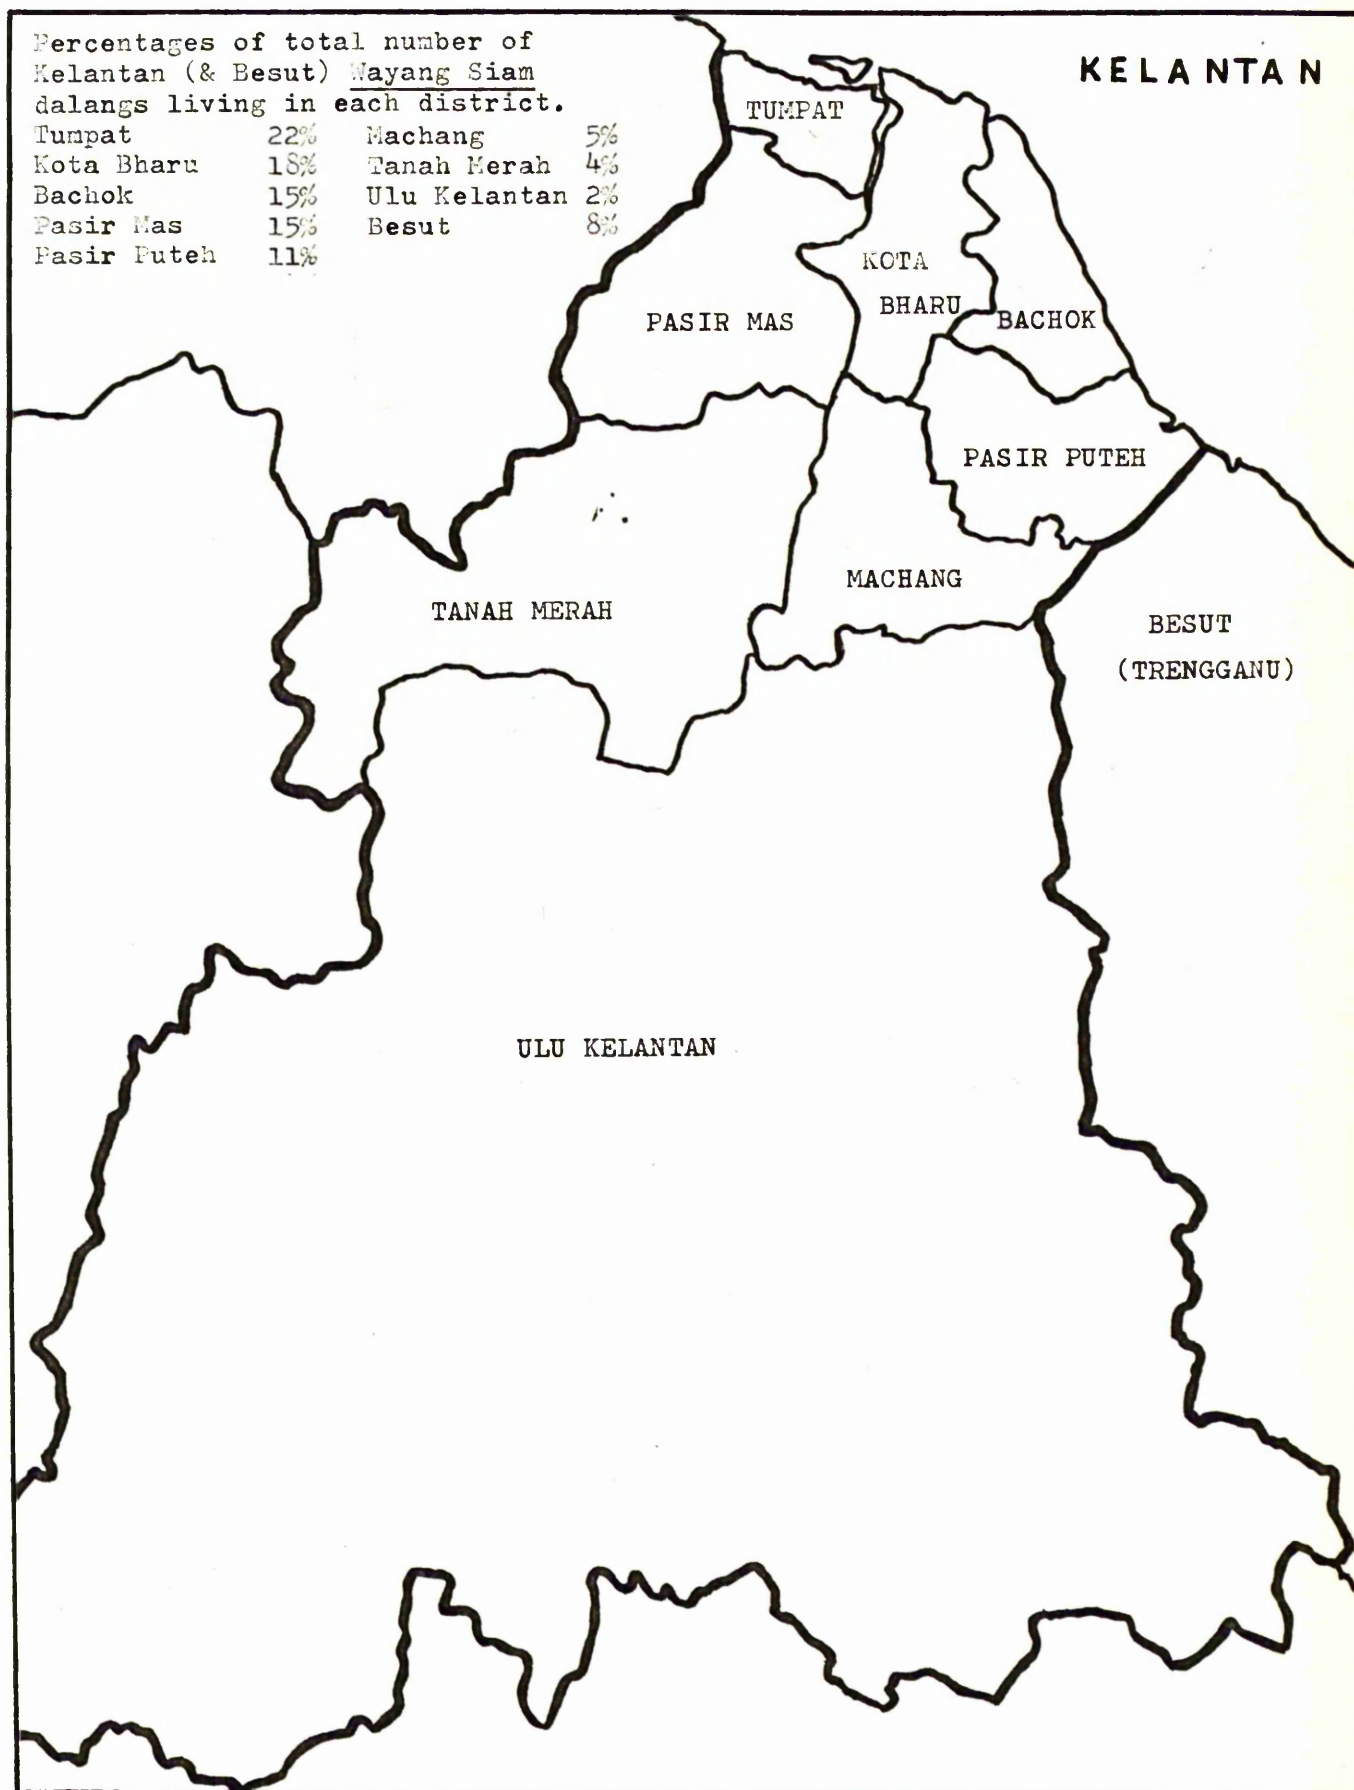 Percentages of total number of
Kelantan (& Besut) Wayang Siam
dalangs living in each district.
Tumpat 22% Machang 5%
Kota Bharu 18% Tanah Merah 4%
Bachok 15% Ulu Kelantan 2%
Pasir Mas 15% Besut 8%
Pasir Puteh 11%
KELANTAN
TUMPAT
KOTA
BHARU
PASIR MAS
BACHOK
PASIR PUTEH
MACHANG
TANAH MERAH
BESUT
(TRENGGANU)
ULU KELANTAN